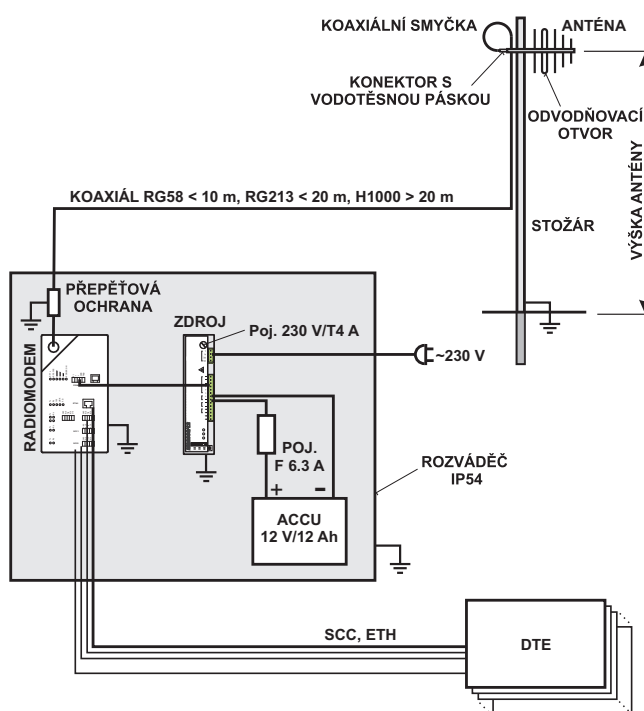 KOAXIÁLNÍ SMYČKA
ANTÉNA
KONEKTOR S
VODOTĚSNOU PÁSKOU
ODVODŇOVACÍ
OTVOR
VÝŠKA ANTÉNY
KOAXIÁL RG58 < 10 m, RG213 < 20 m, H1000 > 20 m
STOŽÁR
PŘEPĚŤOVÁ
OCHRANA
ZDROJ
Poj. 230 V/T4 A
~230 V
RADIOMODEM
POJ.
F 6.3 A
ROZVÁDĚČ
IP54
+ −
ACCU
12 V/12 Ah
SCC, ETH
DTE